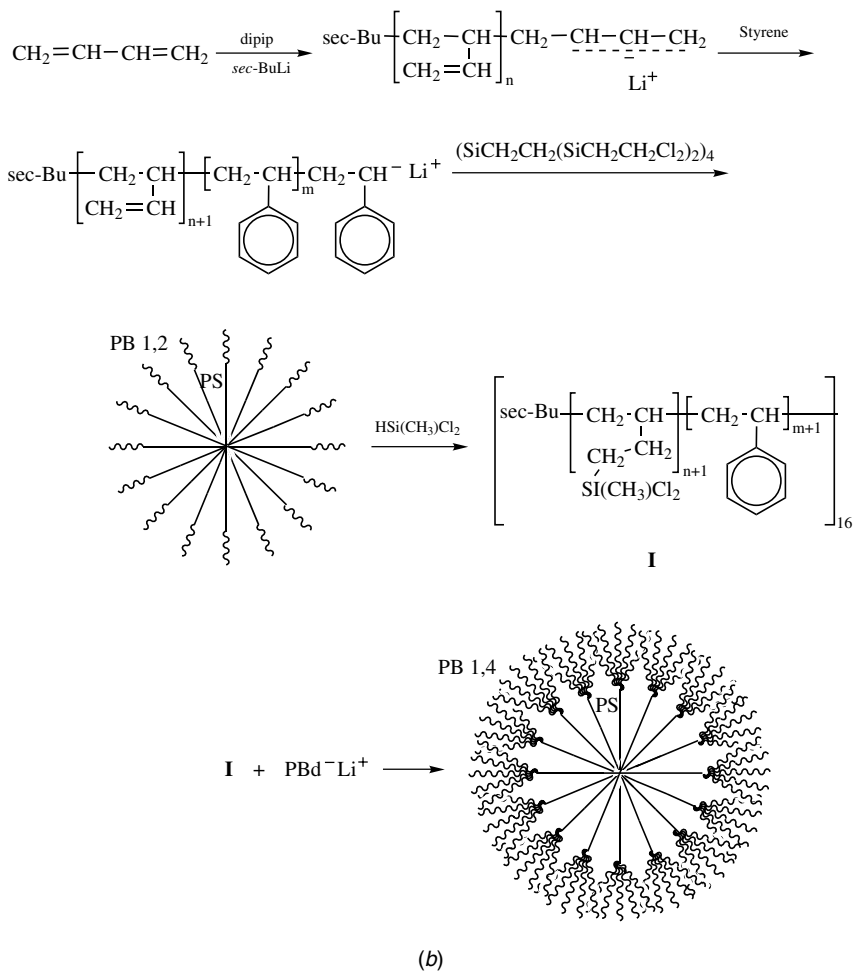 CH₂=CH—CH=CH₂
dipip
sec-BuLi
sec-Bu[CH₂—CH—]n CH₂—CH—CH—CH₂
CH₂=CH
−
Li⁺
Styrene
sec-Bu[CH₂—CH—]n+1[CH₂—CH—]m CH₂—CH⁻ Li⁺
CH₂=CH
(SiCH₂CH₂(SiCH₂CH₂Cl₂)₂)₄
PB 1,2
PS
HSi(CH₃)Cl₂
[sec-Bu[CH₂—CH—]n+1[CH₂—CH—]m+1]16
CH₂ CH₂
SI(CH₃)Cl₂
I
PB 1,4
PS
I + PBd⁻Li⁺
(b)